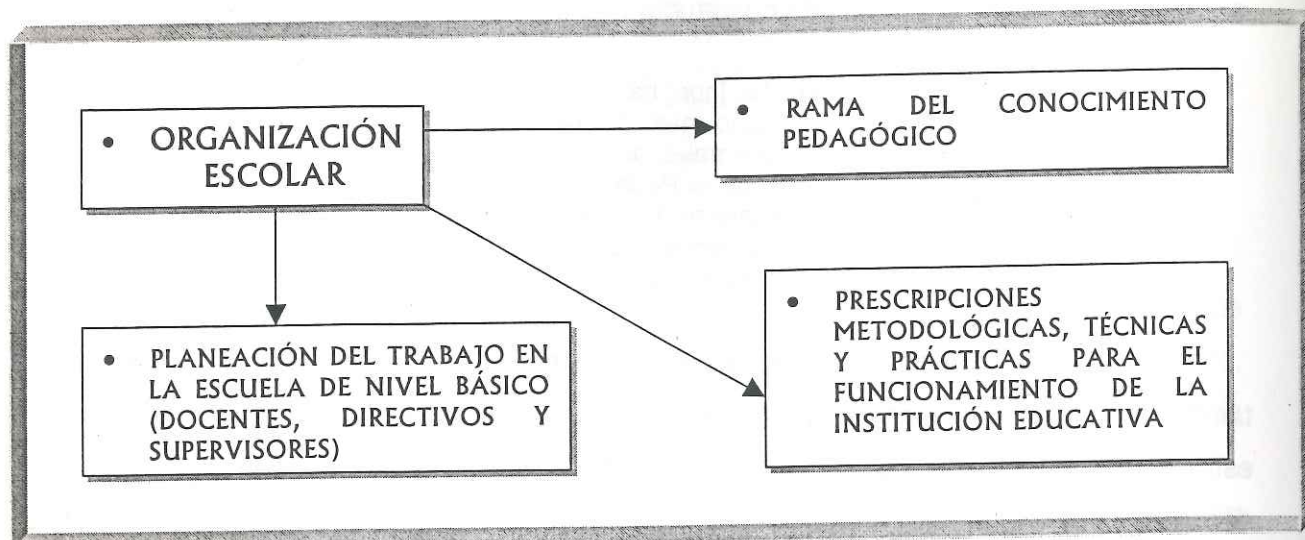 • ORGANIZACIÓN
ESCOLAR
• RAMA DEL CONOCIMIENTO
PEDAGÓGICO
• PLANEACIÓN DEL TRABAJO EN
LA ESCUELA DE NIVEL BÁSICO
(DOCENTES, DIRECTIVOS Y
SUPERVISORES)
• PRESCRIPCIONES
METODOLÓGICAS, TÉCNICAS
Y PRÁCTICAS PARA EL
FUNCIONAMIENTO DE LA
INSTITUCIÓN EDUCATIVA